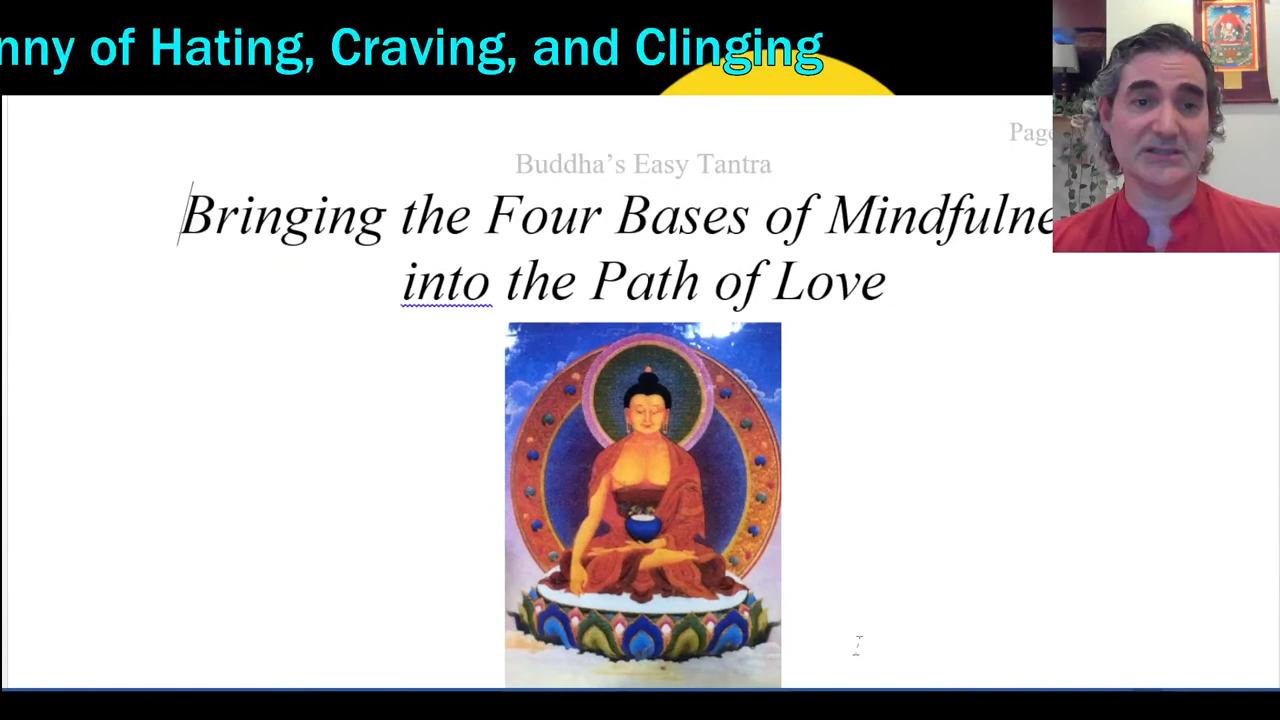 nny of Hating, Craving, and Clinging
Page
Buddha's Easy Tantra
Bringing the Four Bases of Mindfulne
into the Path of Love